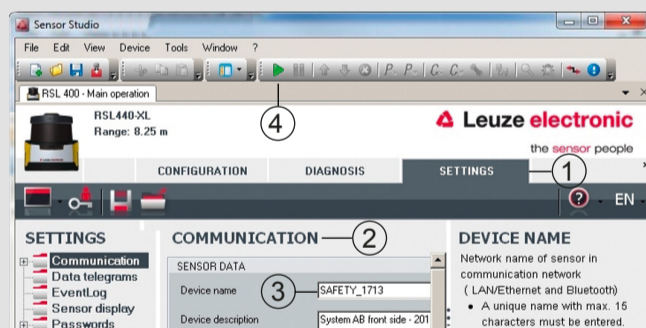 Sensor Studio
File Edit View Device Tools Window ?
P.. P.. C.. C..
4
RSL 400 - Main operation
RSL440-XL
Range: 8.25 m
Leuze electronic
the sensor people
CONFIGURATION DIAGNOSIS SETTINGS
1
? EN
SETTINGS
Communication
Data telegrams
EventLog
Sensor display
Passwords
COMMUNICATION
2
SENSOR DATA
Device name
3
SAFETY_1713
Device description
System AB front side - 201
DEVICE NAME
Network name of sensor in
communication network
( LAN/Ethernet and Bluetooth)
• A unique name with max. 15
characters must be entered.